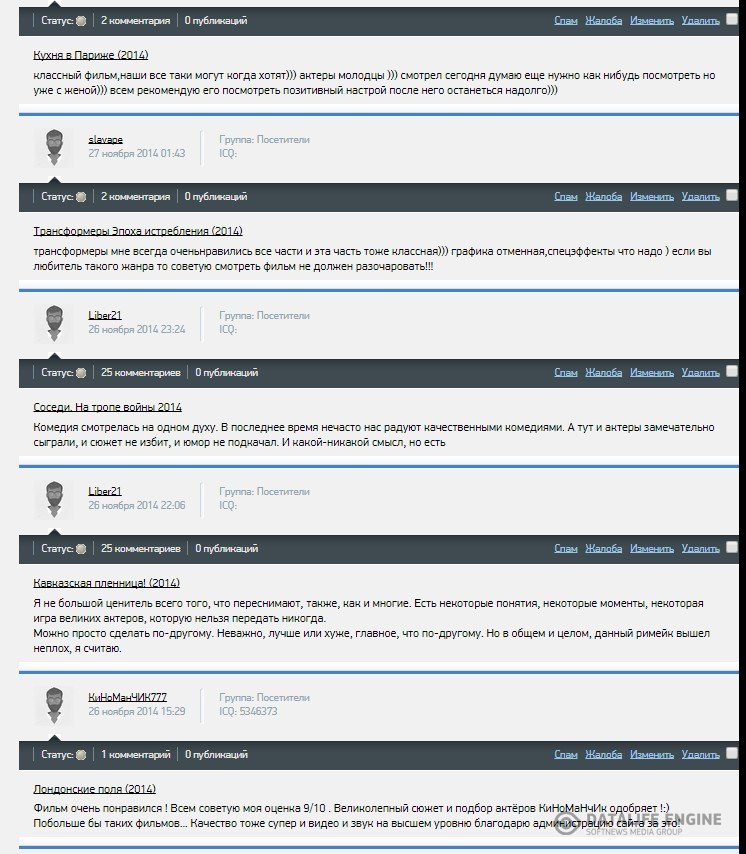 Статус: 2 комментария 0 публикаций Спам Жалоба Изменить Удалить
Кухня в Париже (2014)
классный фильм,наши все таки могут когда хотят))) актеры молодцы ))) смотрел сегодня думаю еще нужно как нибудь посмотреть но
уже с женой))) всем рекомендую его посмотреть позитивный настрой после него останеться надолго)))
slavape Группа: Посетители
27 ноября 2014 01:43 ICQ:
Статус: 2 комментария 0 публикаций Спам Жалоба Изменить Удалить
Трансформеры Эпоха истребления (2014)
трансформеры мне всегда оченьнравились все части и эта часть тоже классная))) графика отменная,спецэффекты что надо ) если вы
любитель такого жанра то советую смотреть фильм не должен разочаровать!!!
Liber21 Группа: Посетители
26 ноября 2014 23:24 ICQ:
Статус: 25 комментариев 0 публикаций Спам Жалоба Изменить Удалить
Соседи. На тропе войны 2014
Комедия смотрелась на одном духу. В последнее время нечасто нас радуют качественными комедиями. А тут и актеры замечательно
сыграли, и сюжет не избит, и юмор не подкачал. И какой-никакой смысл, но есть
Liber21 Группа: Посетители
26 ноября 2014 22:06 ICQ:
Статус: 25 комментариев 0 публикаций Спам Жалоба Изменить Удалить
Кавказская пленница! (2014)
Я не большой ценитель всего того, что переснимают, также, как и многие. Есть некоторые понятия, некоторые моменты, некоторая
игра великих актеров, которую нельзя передать никогда.
Можно просто сделать по-другому. Неважно, лучше или хуже, главное, что по-другому. Но в общем и целом, данный римейк вышел
неплох, я считаю.
КиНоМанЧИК777 Группа: Посетители
26 ноября 2014 15:29 ICQ: 5346373
Статус: 1 комментарий 0 публикаций Спам Жалоба Изменить Удалить
Лондонские поля (2014)
Фильм очень понравился ! Всем советую моя оценка 9/10 . Великолепный сюжет и подбор актёров КиНоМаНчИк одобряет !:)
Побольше бы таких фильмов... Качество тоже супер и видео и звук на высшем уровню благодарю администрацию сайта за это!
DATALIFE ENGINE
SOFTNEWS MEDIA GROUP